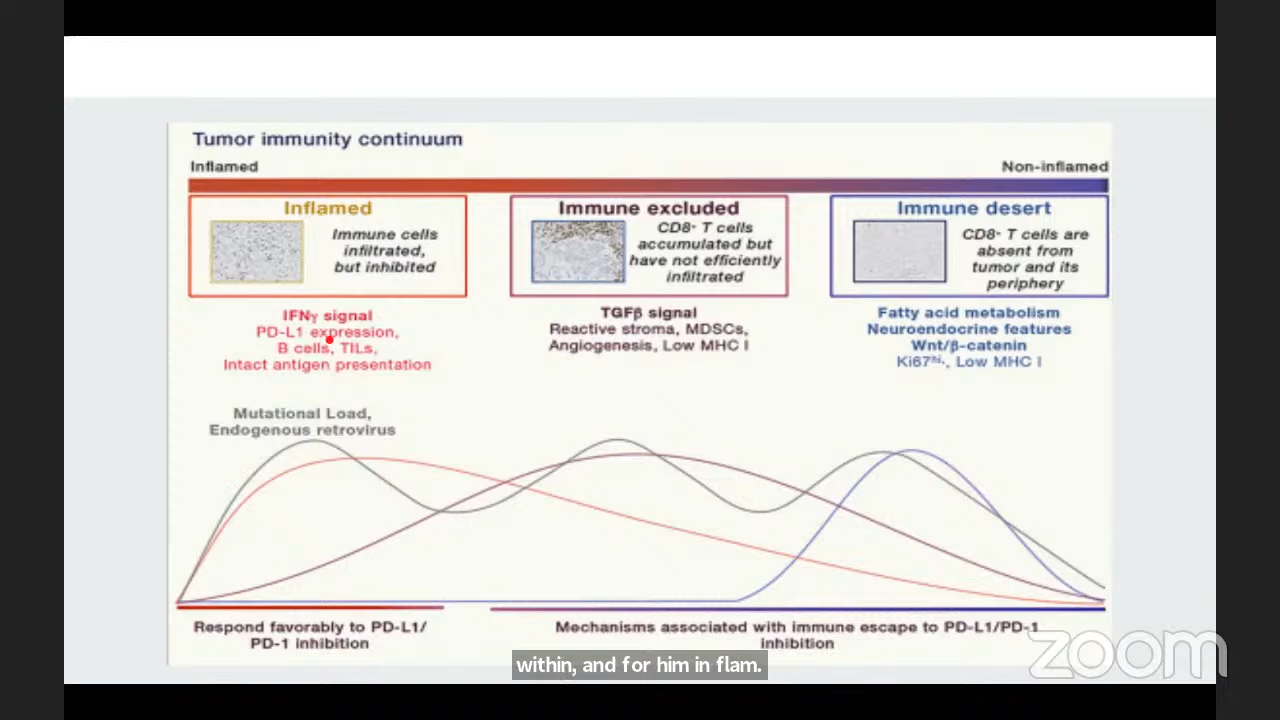 Tumor immunity continuum
Inflamed
Non-inflamed
Inflamed
Immune cells
infiltrated,
but inhibited
Immune excluded
CD8+ T cells
accumulated but
have not efficiently
infiltrated
Immune desert
CD8+ T cells are
absent from
tumor and its
periphery
IFNγ signal
PD-L1 expression,
B cells, TILs,
Intact antigen presentation
TGFβ signal
Reactive stroma, MDSCs,
Angiogenesis, Low MHC I
Fatty acid metabolism
Neuroendocrine features
Wnt/β-catenin
Ki67hi, Low MHC I
Mutational Load,
Endogenous retrovirus
Respond favorably to PD-L1/
PD-1 inhibition
Mechanisms associated with immune escape to PD-L1/PD-1
inhibition
within, and for him in flam.
zoom